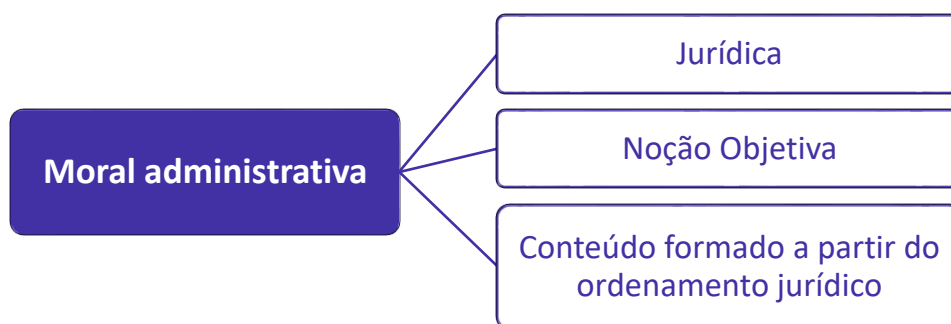 Moral administrativa
Jurídica
Noção Objetiva
Conteúdo formado a partir do
ordenamento jurídico